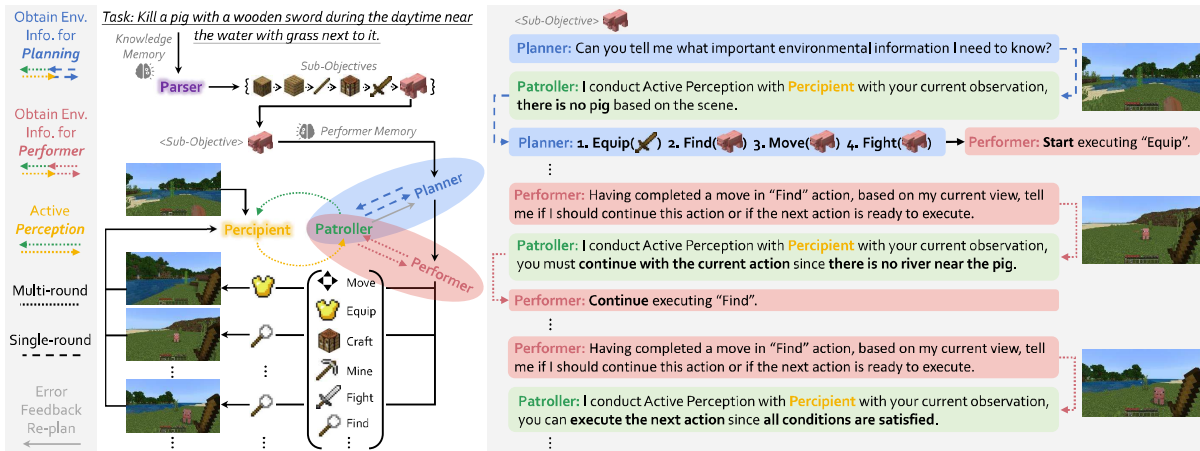 Obtain Env.
Info. for
Planning
Obtain Env.
Info. for
Performer
Active
Perception
Multi-round
Single-round
Error
Feedback
Re-plan
Task: Kill a pig with a wooden sword during the daytime near
the water with grass next to it.
Knowledge
Memory
Parser
Sub-Objectives
<Sub-Objective>
Performer Memory
Planner
Percipient
Patroller
Performer
Move
Equip
Craft
Mine
Fight
Find
<Sub-Objective>
Planner: Can you tell me what important environmental information I need to know?
Patroller: I conduct Active Perception with Percipient with your current observation,
there is no pig based on the scene.
Planner: 1. Equip( ) 2. Find( ) 3. Move( ) 4. Fight( )
Performer: Start executing “Equip”.
Performer: Having completed a move in “Find” action, based on my current view, tell
me if I should continue this action or if the next action is ready to execute.
Patroller: I conduct Active Perception with Percipient with your current observation,
you must continue with the current action since there is no river near the pig.
Performer: Continue executing “Find”.
Performer: Having completed a move in “Find” action, based on my current view, tell
me if I should continue this action or if the next action is ready to execute.
Patroller: I conduct Active Perception with Percipient with your current observation,
you can execute the next action since all conditions are satisfied.